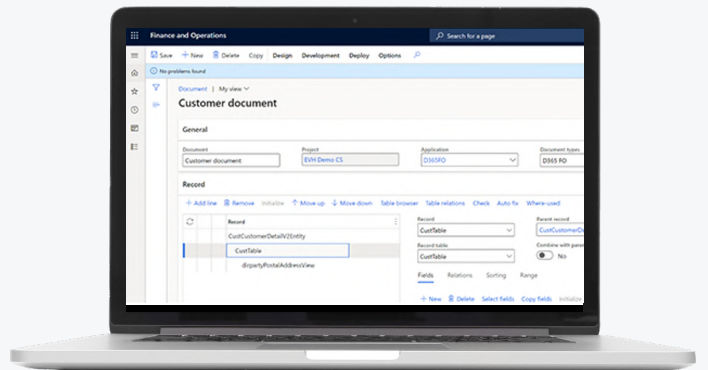 Finance and Operations Search for a page
Save New Delete Copy Design Development Deploy Options
No problems found
Document | My view
Customer document
General
Document Project Application Document types
Customer document EVH Demo CS D365FO D365 FO
Record
Add line Remove Initialize Move up Move down Table browser Table relations Check Auto fix Where-used
Record Record Parent record
CustCustomerDetailV2Entity CustTable CustCustomerDe
CustTable Record table Combine with paren
dirpartyPostalAddressView CustTable No
Fields Relations Sorting Range
New Delete Select fields Copy fields Initialize